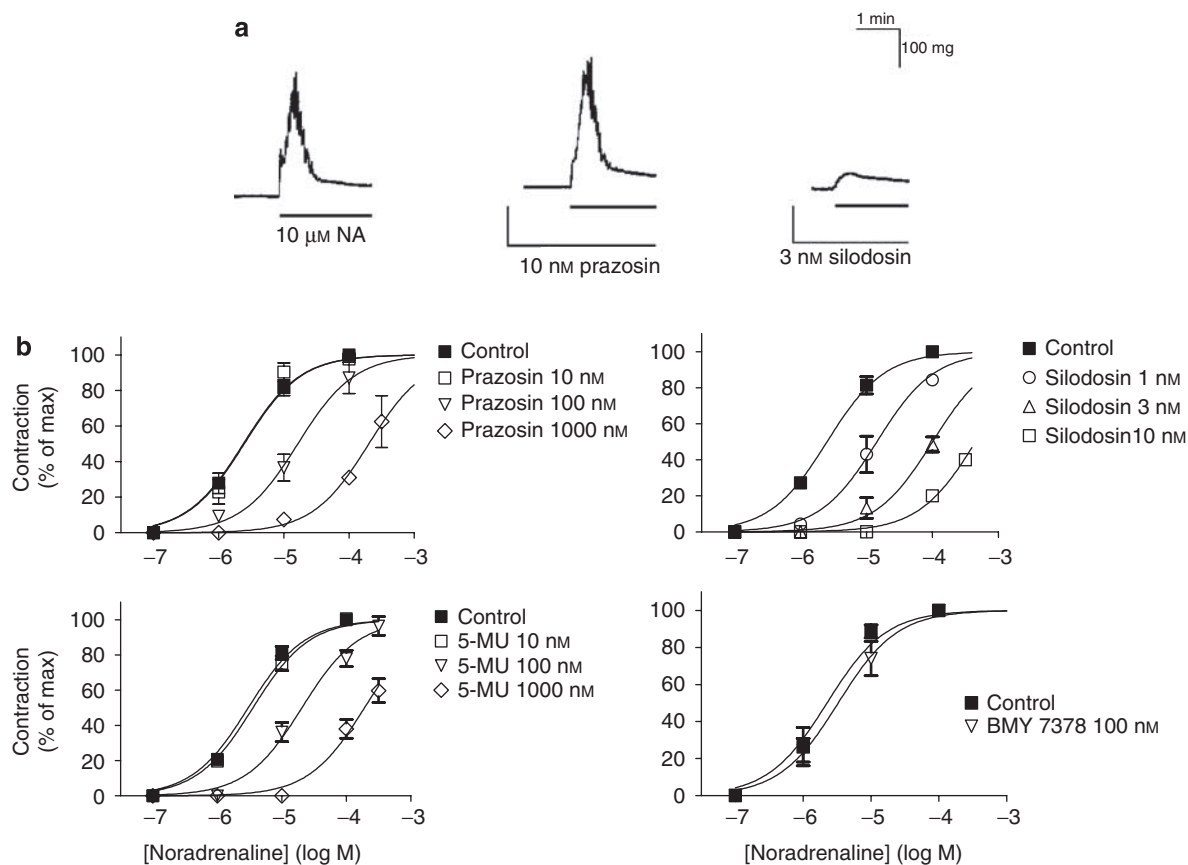 a
1 min
100 mg
10 μM NA
10 nM prazosin
3 nM silodosin
b
Contraction
(% of max)
100
80
60
40
20
0
−7
−6
−5
−4
−3
Control
Prazosin 10 nM
Prazosin 100 nM
Prazosin 1000 nM
100
80
60
40
20
0
−7
−6
−5
−4
−3
Control
Silodosin 1 nM
Silodosin 3 nM
Silodosin10 nM
Contraction
(% of max)
100
80
60
40
20
0
−7
−6
−5
−4
−3
[Noradrenaline] (log M)
Control
5-MU 10 nM
5-MU 100 nM
5-MU 1000 nM
100
80
60
40
20
0
−7
−6
−5
−4
−3
[Noradrenaline] (log M)
Control
BMY 7378 100 nM